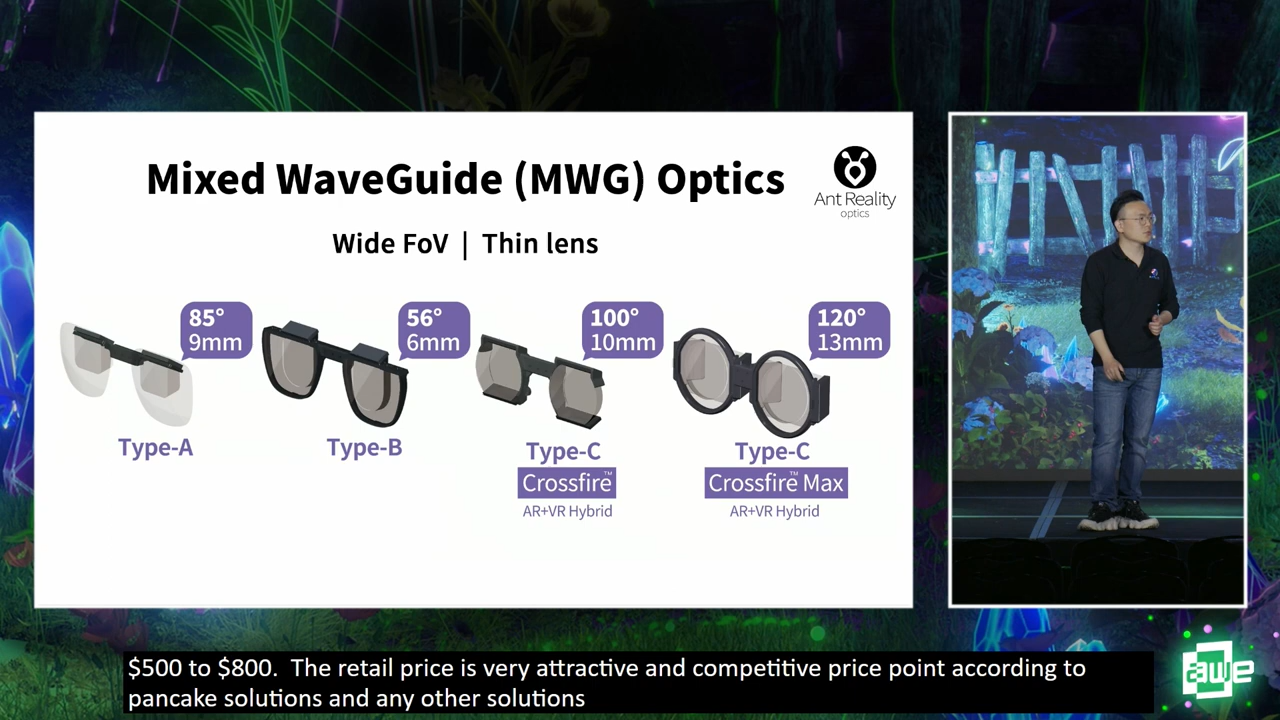 Mixed WaveGuide (MWG) Optics
Ant Reality
optics
Wide FoV | Thin lens
85°
9mm
Type-A
56°
6mm
Type-B
100°
10mm
Type-C
Crossfire™
AR+VR Hybrid
120°
13mm
Type-C
Crossfire™ Max
AR+VR Hybrid
$500 to $800. The retail price is very attractive and competitive price point according to
pancake solutions and any other solutions
awe